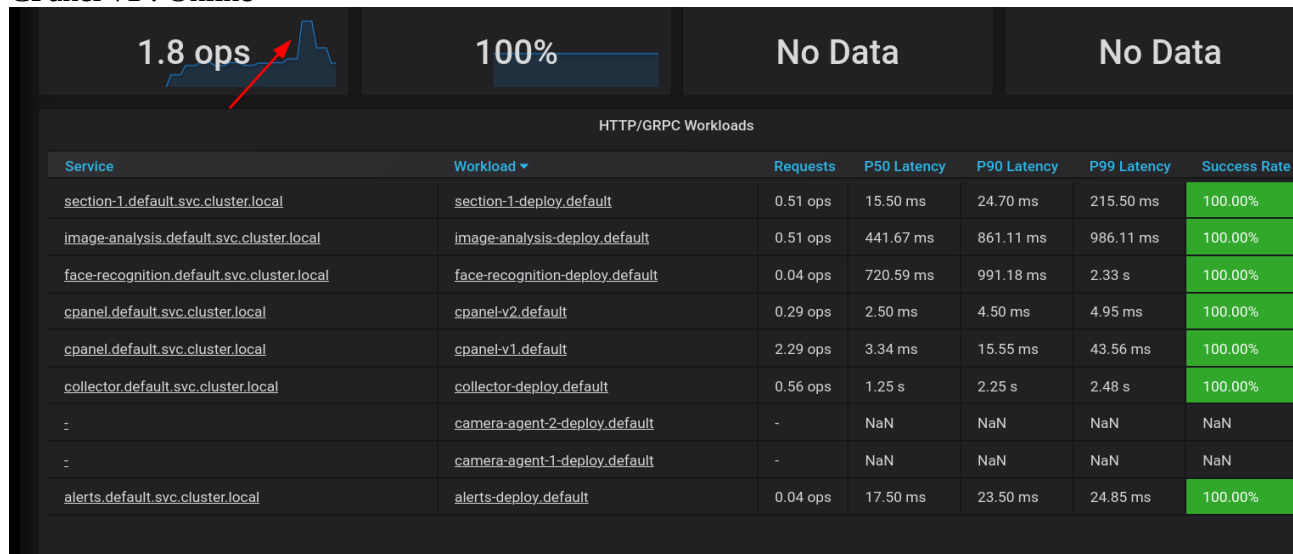 1.8 ops 100% No Data No Data
HTTP/GRPC Workloads
Service Workload Requests P50 Latency P90 Latency P99 Latency Success Rate
section-1.default.svc.cluster.local section-1-deploy.default 0.51 ops 15.50 ms 24.70 ms 215.50 ms 100.00%
image-analysis.default.svc.cluster.local image-analysis-deploy.default 0.51 ops 441.67 ms 861.11 ms 986.11 ms 100.00%
face-recognition.default.svc.cluster.local face-recognition-deploy.default 0.04 ops 720.59 ms 991.18 ms 2.33 s 100.00%
cpanel.default.svc.cluster.local cpanel-v2.default 0.29 ops 2.50 ms 4.50 ms 4.95 ms 100.00%
cpanel.default.svc.cluster.local cpanel-v1.default 2.29 ops 3.34 ms 15.55 ms 43.56 ms 100.00%
collector.default.svc.cluster.local collector-deploy.default 0.56 ops 1.25 s 2.25 s 2.48 s 100.00%
- camera-agent-2-deploy.default - NaN NaN NaN NaN
- camera-agent-1-deploy.default - NaN NaN NaN NaN
alerts.default.svc.cluster.local alerts-deploy.default 0.04 ops 17.50 ms 23.50 ms 24.85 ms 100.00%